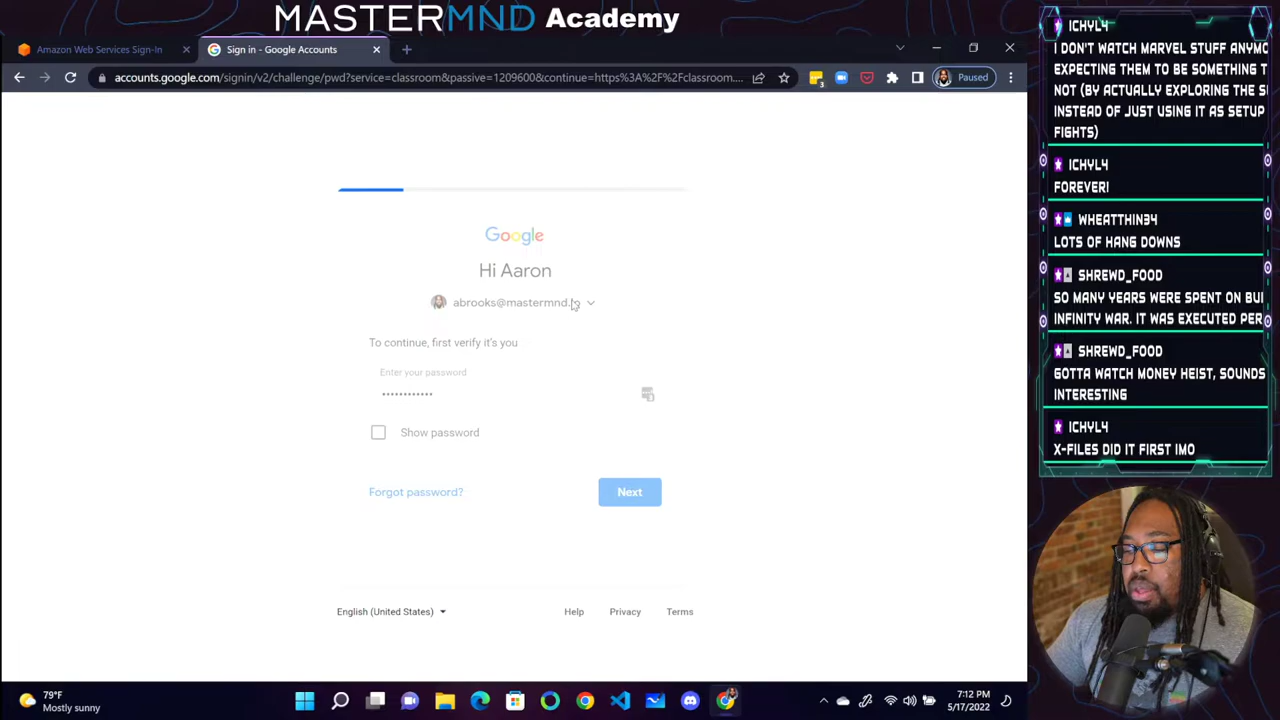 MASTERMND Academy
Amazon Web Services Sign-In
Sign in - Google Accounts
accounts.google.com/signin/v2/challenge/pwd?service=classroom&passive=1209600&continue=https%3A%2F%2Fclassroom....
3
Paused
Google
Hi Aaron
abrooks@mastermnd.io
To continue, first verify it's you
Enter your password
••••••••••••
Show password
Forgot password?
Next
English (United States)
Help
Privacy
Terms
79°F
Mostly sunny
7:12 PM
5/17/2022
ICHYL4
I DON'T WATCH MARVEL STUFF ANYMO
EXPECTING THEM TO BE SOMETHING T
NOT (BY ACTUALLY EXPLORING THE S
INSTEAD OF JUST USING IT AS SETUP
FIGHTS)
ICHYL4
FOREVER!
WHEATTHIN34
LOTS OF HANG DOWNS
SHREWD_FOOD
SO MANY YEARS WERE SPENT ON BUI
INFINITY WAR. IT WAS EXECUTED PER
SHREWD_FOOD
GOTTA WATCH MONEY HEIST, SOUNDS
INTERESTING
ICHYL4
X-FILES DID IT FIRST IMO